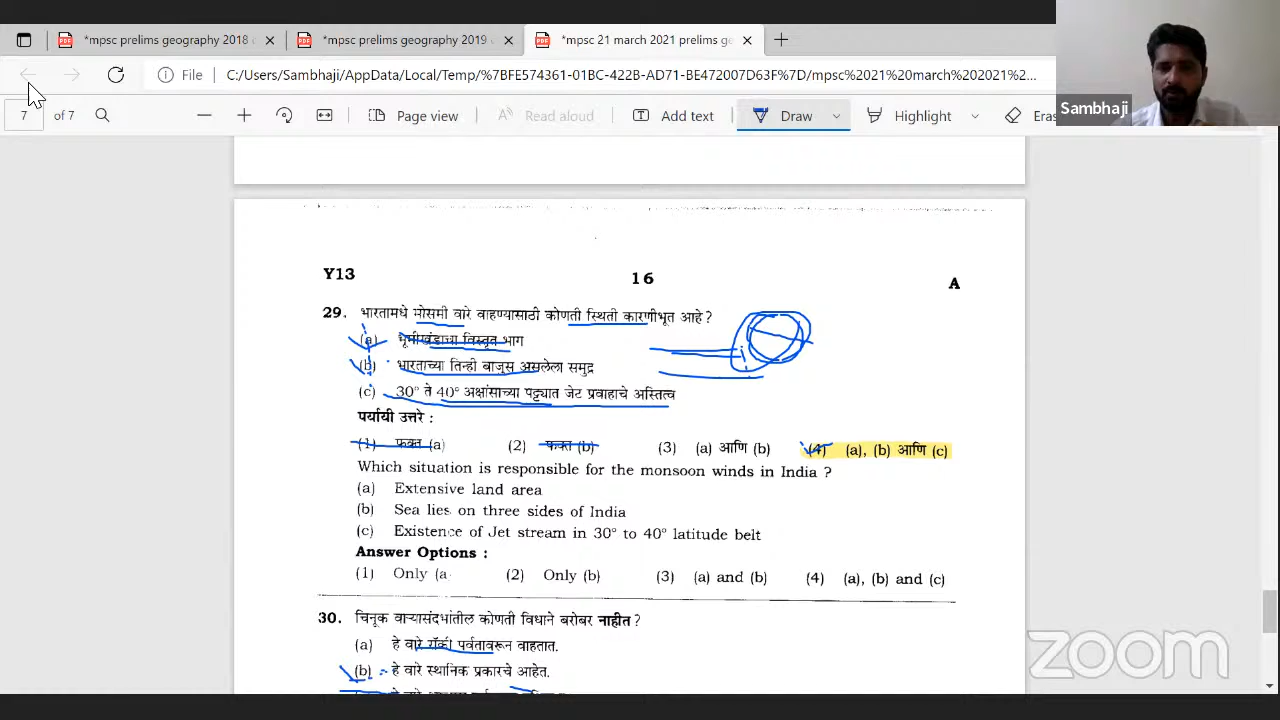 *mpsc prelims geography 2018 c
*mpsc prelims geography 2019 w
*mpsc 21 march 2021 prelims ge
File C:/Users/Sambhaji/AppData/Local/Temp/%7BFE574361-01BC-422B-AD71-BE472007D63F%7D/mpsc%2021%20march%202021%2...
7 of 7 Page view Read aloud Add text Draw Highlight Eras
Sambhaji
Y13 16 A
29. भारतामधे मोसमी वारे वाहण्यासाठी कोणती स्थिती कारणीभूत आहे?
(a) भूमीखंडाचा विस्तृत भाग
(b) भारताच्या तिन्ही बाजूस असलेला समुद्र
(c) 30° ते 40° अक्षांसाच्या पट्ट्यात जेट प्रवाहाचे अस्तित्व
पर्यायी उत्तरे :
(1) फक्त (a) (2) फक्त (b) (3) (a) आणि (b) (4) (a), (b) आणि (c)
Which situation is responsible for the monsoon winds in India ?
(a) Extensive land area
(b) Sea lies on three sides of India
(c) Existence of Jet stream in 30° to 40° latitude belt
Answer Options :
(1) Only (a (2) Only (b) (3) (a) and (b) (4) (a), (b) and (c)
30. चिनूक वाऱ्यासंदभांतील कोणती विधाने बरोबर नाहीत ?
(a) हे वारे रॉकी पर्वतावरून वाहतात.
(b) हे वारे स्थानिक प्रकारचे आहेत.
zoom